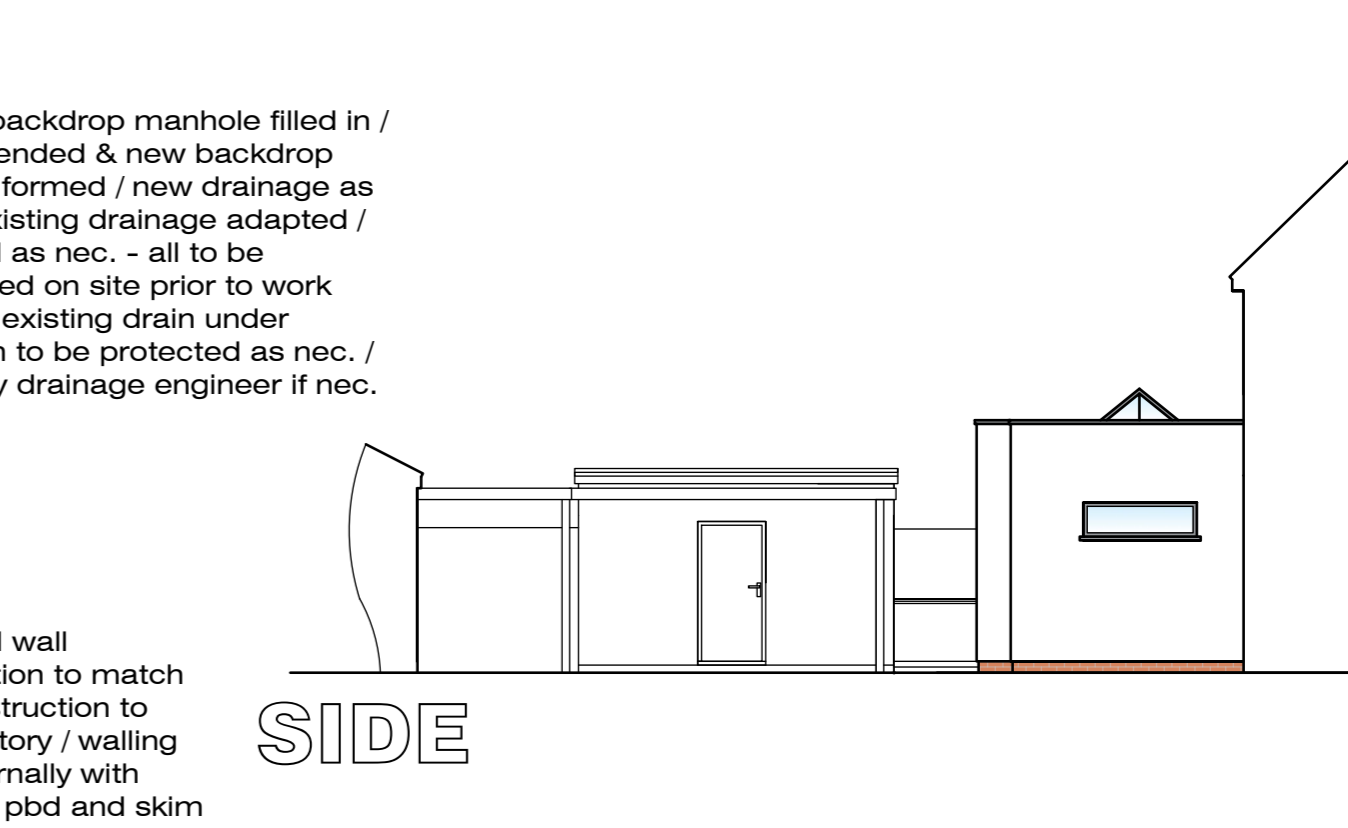 backdrop manhole filled in /
ended & new backdrop
formed / new drainage as
isting drainage adapted /
as nec. - all to be
ed on site prior to work
existing drain under
to be protected as nec. /
drainage engineer if nec.
wall
tion to match
truction to
tory / walling
rnally with
pbd and skim
SIDE